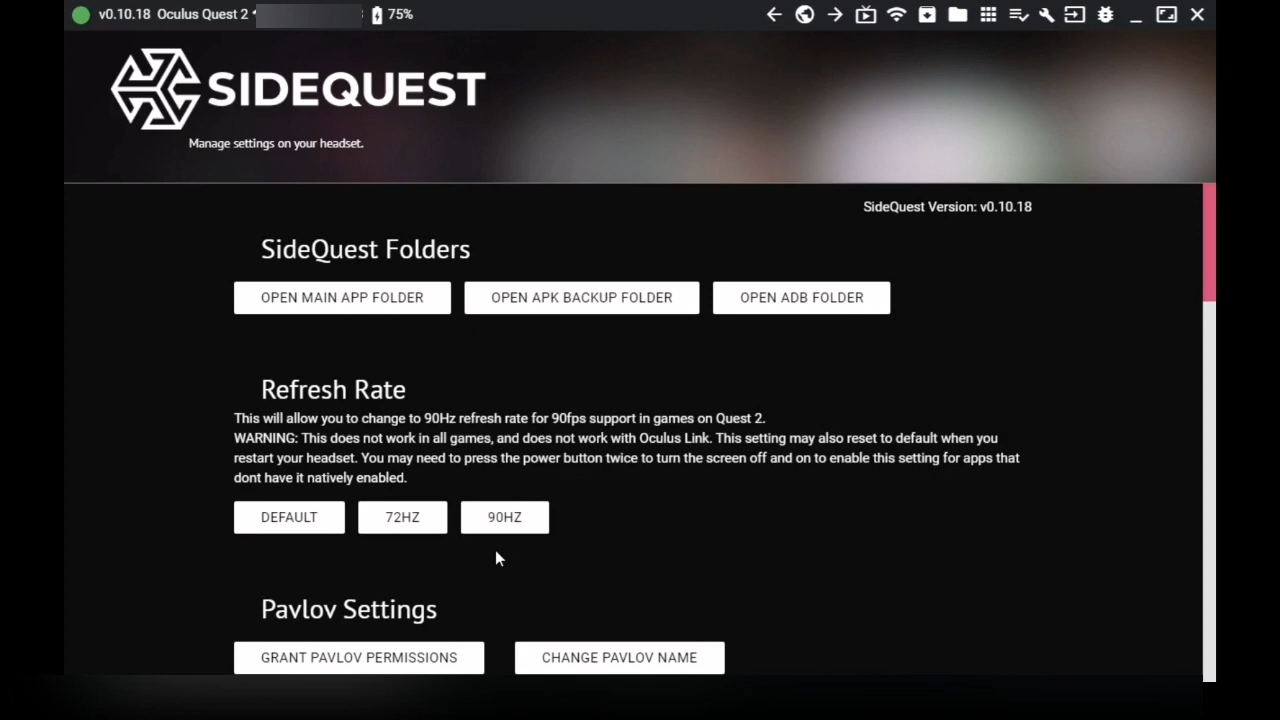 v0.10.18 Oculus Quest 2 75%
SIDEQUEST
Manage settings on your headset.
SideQuest Version: v0.10.18
SideQuest Folders
OPEN MAIN APP FOLDER OPEN APK BACKUP FOLDER OPEN ADB FOLDER
Refresh Rate
This will allow you to change to 90Hz refresh rate for 90fps support in games on Quest 2.
WARNING: This does not work in all games, and does not work with Oculus Link. This setting may also reset to default when you
restart your headset. You may need to press the power button twice to turn the screen off and on to enable this setting for apps that
dont have it natively enabled.
DEFAULT 72HZ 90HZ
Pavlov Settings
GRANT PAVLOV PERMISSIONS CHANGE PAVLOV NAME